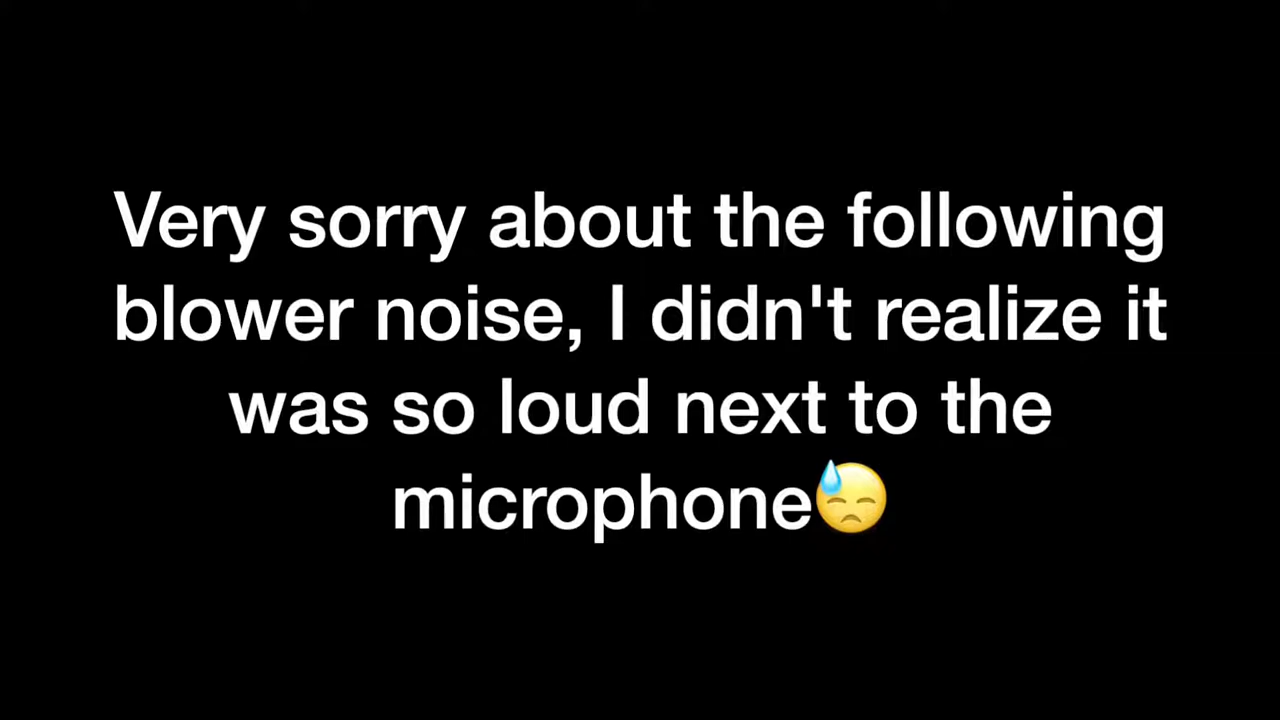 Very sorry about the following
blower noise, I didn't realize it
was so loud next to the
microphone😓